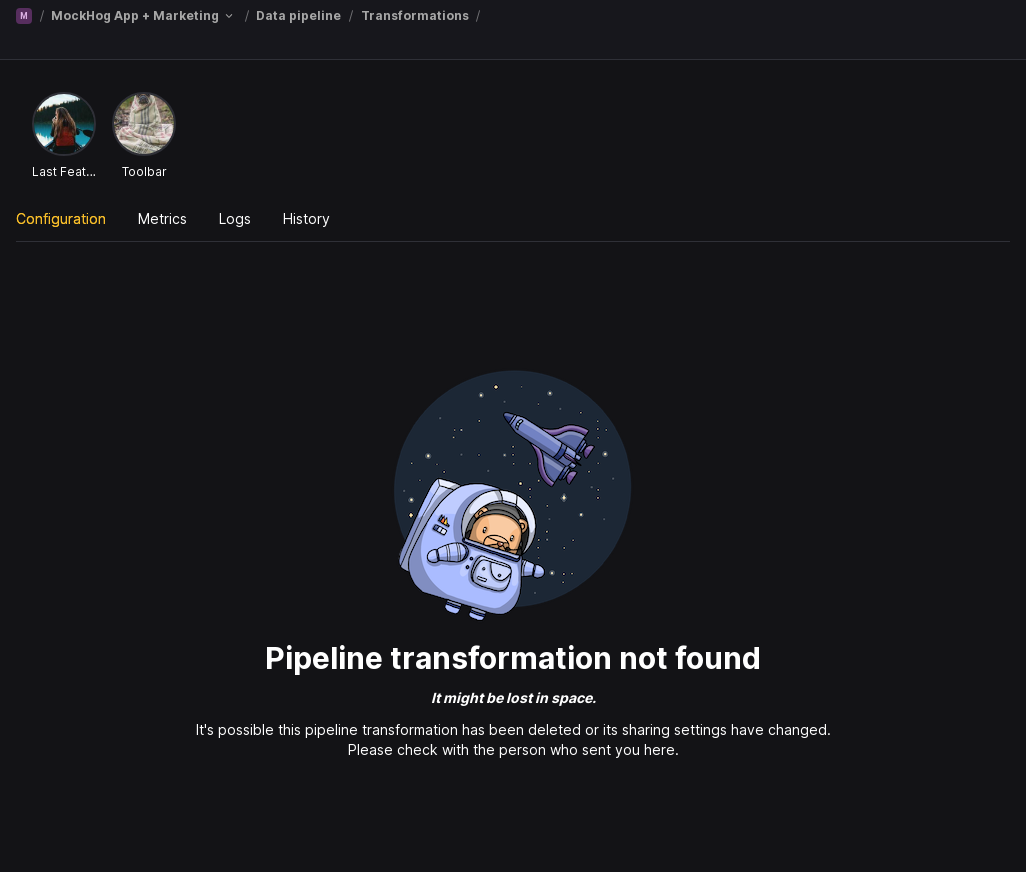 M / MockHog App + Marketing / Data pipeline / Transformations /
Last Feat... Toolbar
Configuration Metrics Logs History
Pipeline transformation not found
It might be lost in space.
It's possible this pipeline transformation has been deleted or its sharing settings have changed.
Please check with the person who sent you here.